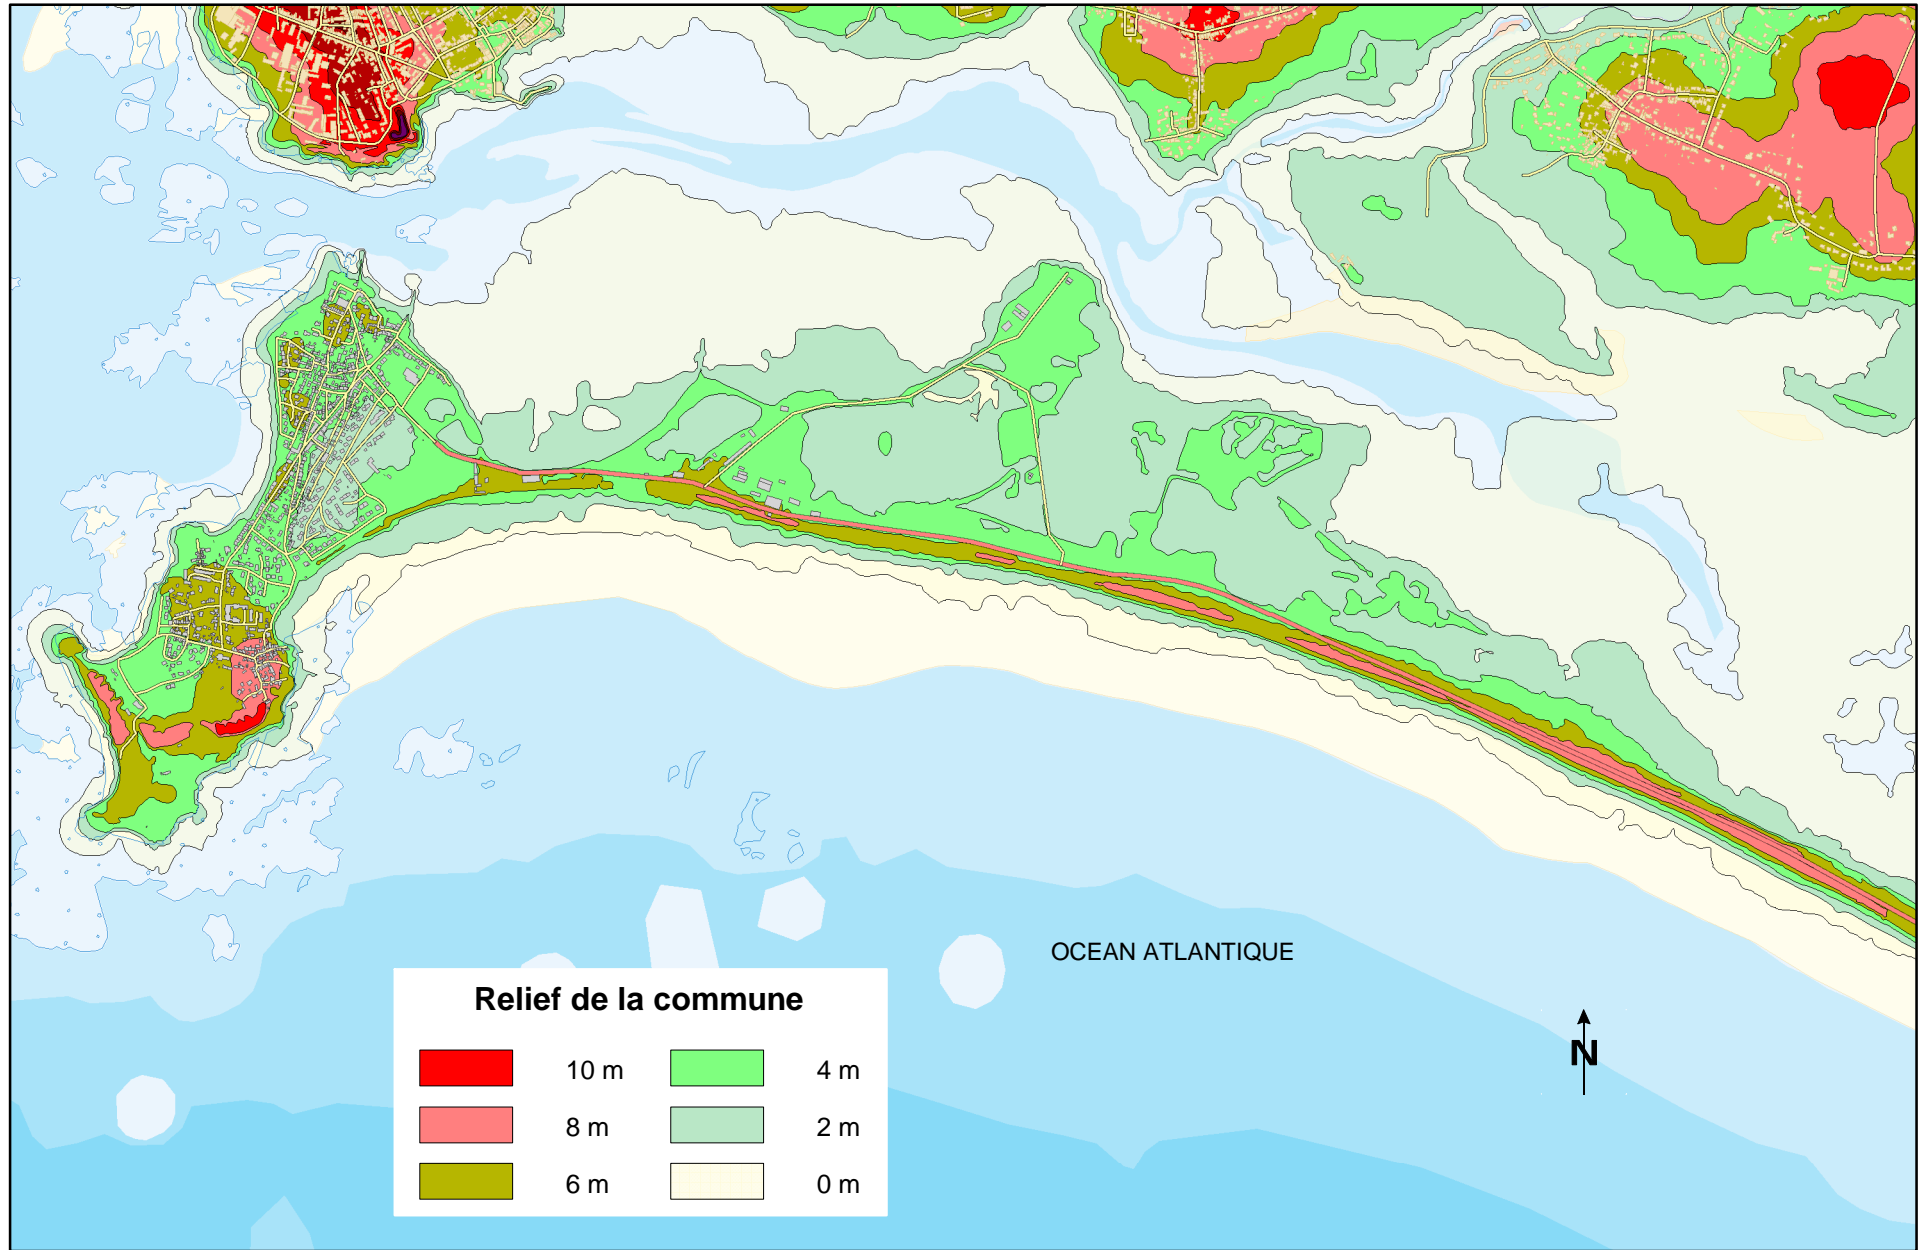 OCEAN ATLANTIQUE
Relief de la commune
10 m
4 m
8 m
2 m
6 m
0 m
N